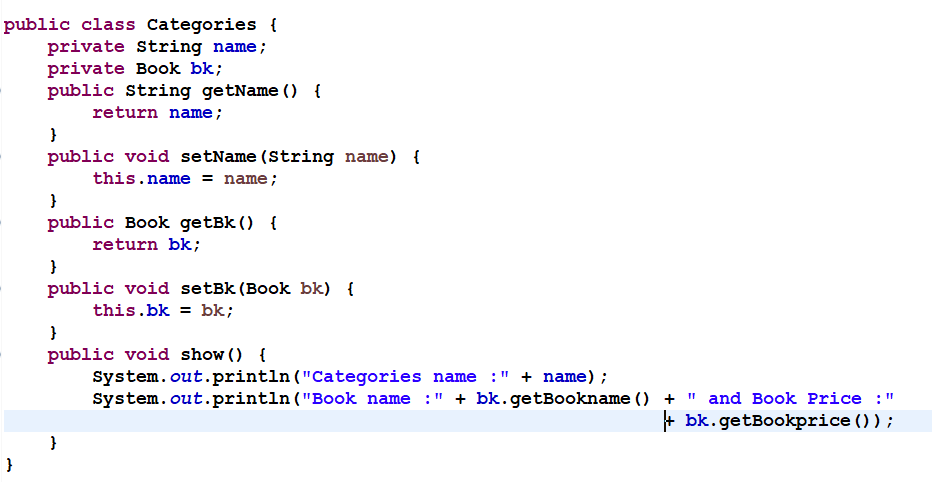 public class Categories {
    private String name;
    private Book bk;
    public String getName() {
        return name;
    }
    public void setName(String name) {
        this.name = name;
    }
    public Book getBk() {
        return bk;
    }
    public void setBk(Book bk) {
        this.bk = bk;
    }
    public void show() {
        System.out.println("Categories name :" + name);
        System.out.println("Book name :" + bk.getBookname() + " and Book Price :"
                                                            + bk.getBookprice());
    }
}